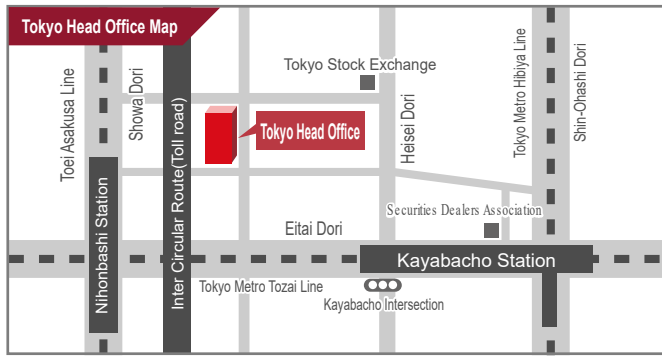 Tokyo Head Office Map
Toei Asakusa Line
Showa Dori
Inter Circular Route(Toll road)
Tokyo Stock Exchange
Tokyo Head Office
Heisei Dori
Tokyo Metro Hibiya Line
Shin-Ohashi Dori
Nihonbashi Station
Securities Dealers Association
Eitai Dori
Kayabacho Station
Tokyo Metro Tozai Line
Kayabacho Intersection